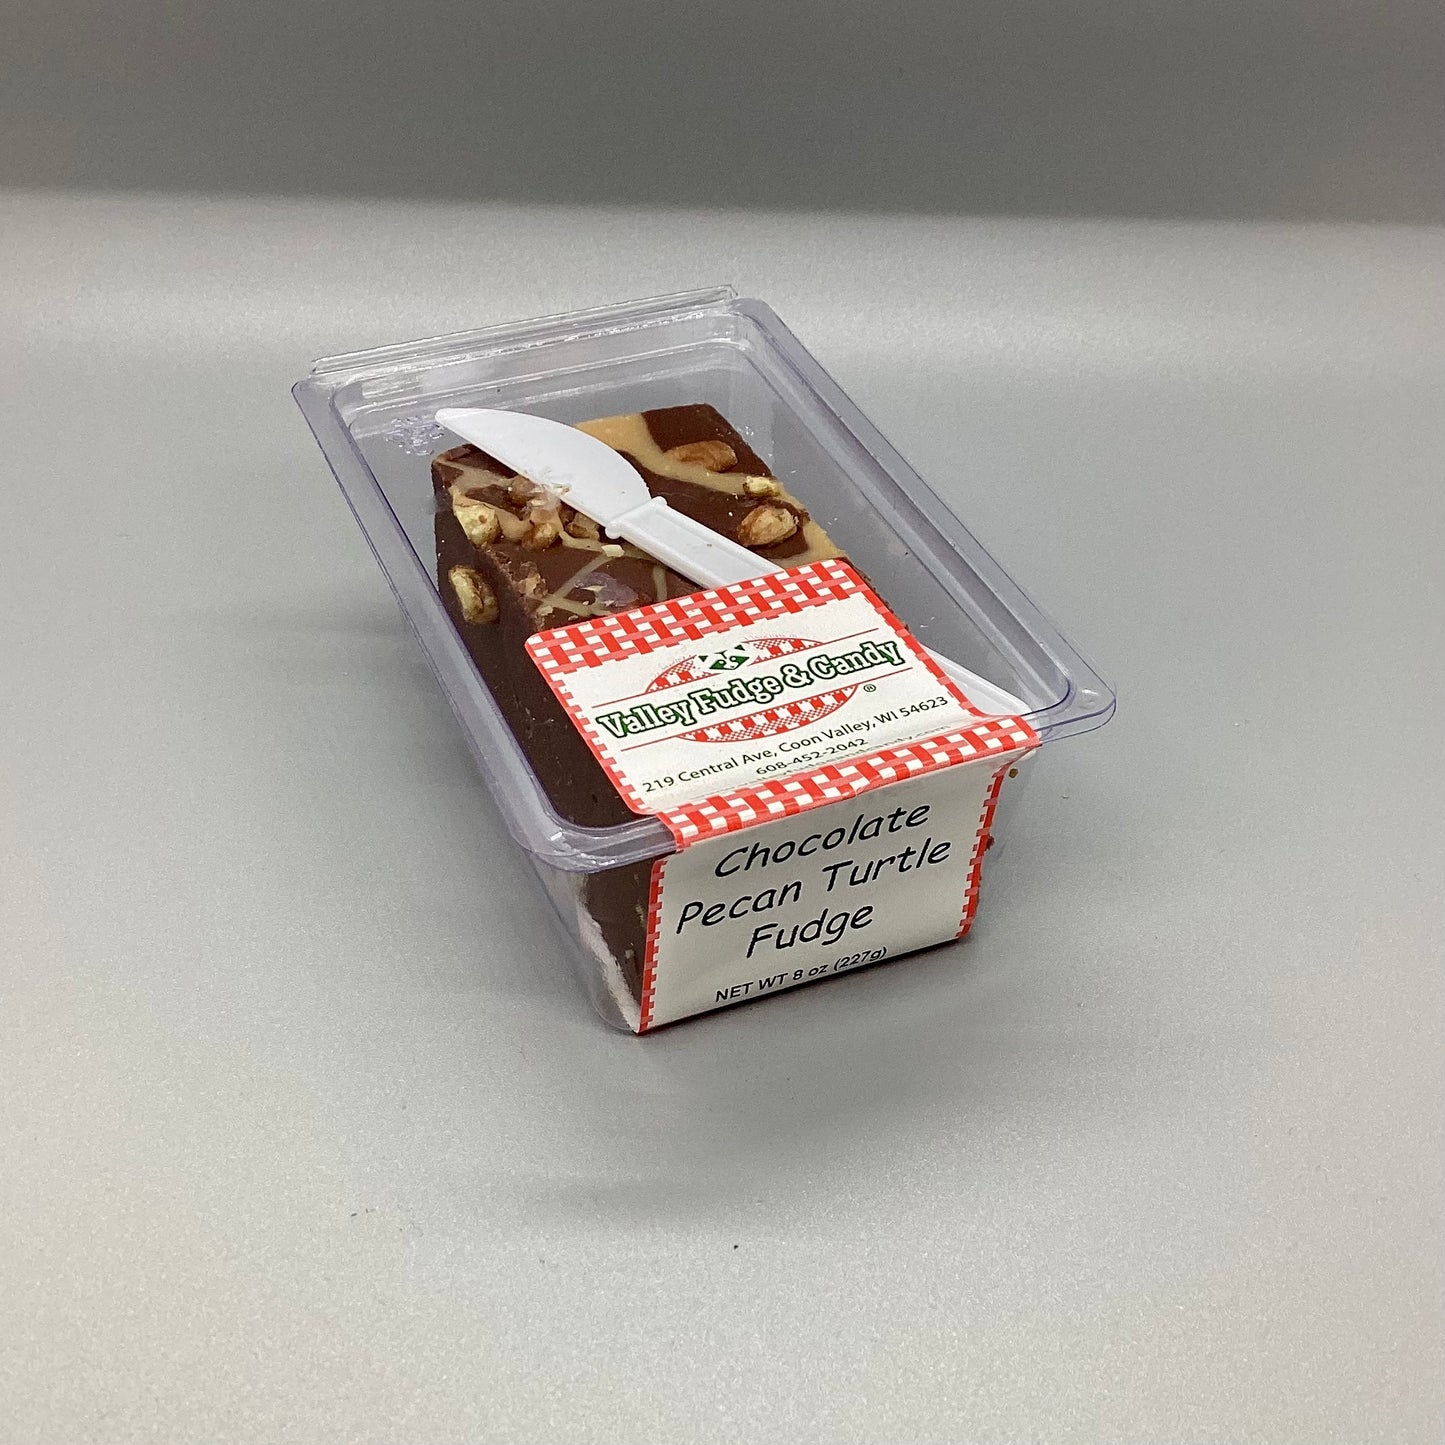 Valley Fudge & Candy ®
219 Central Ave, Coon Valley, WI 54623
608-452-2042
Chocolate
Pecan Turtle
Fudge
NET WT 8 oz (227g)